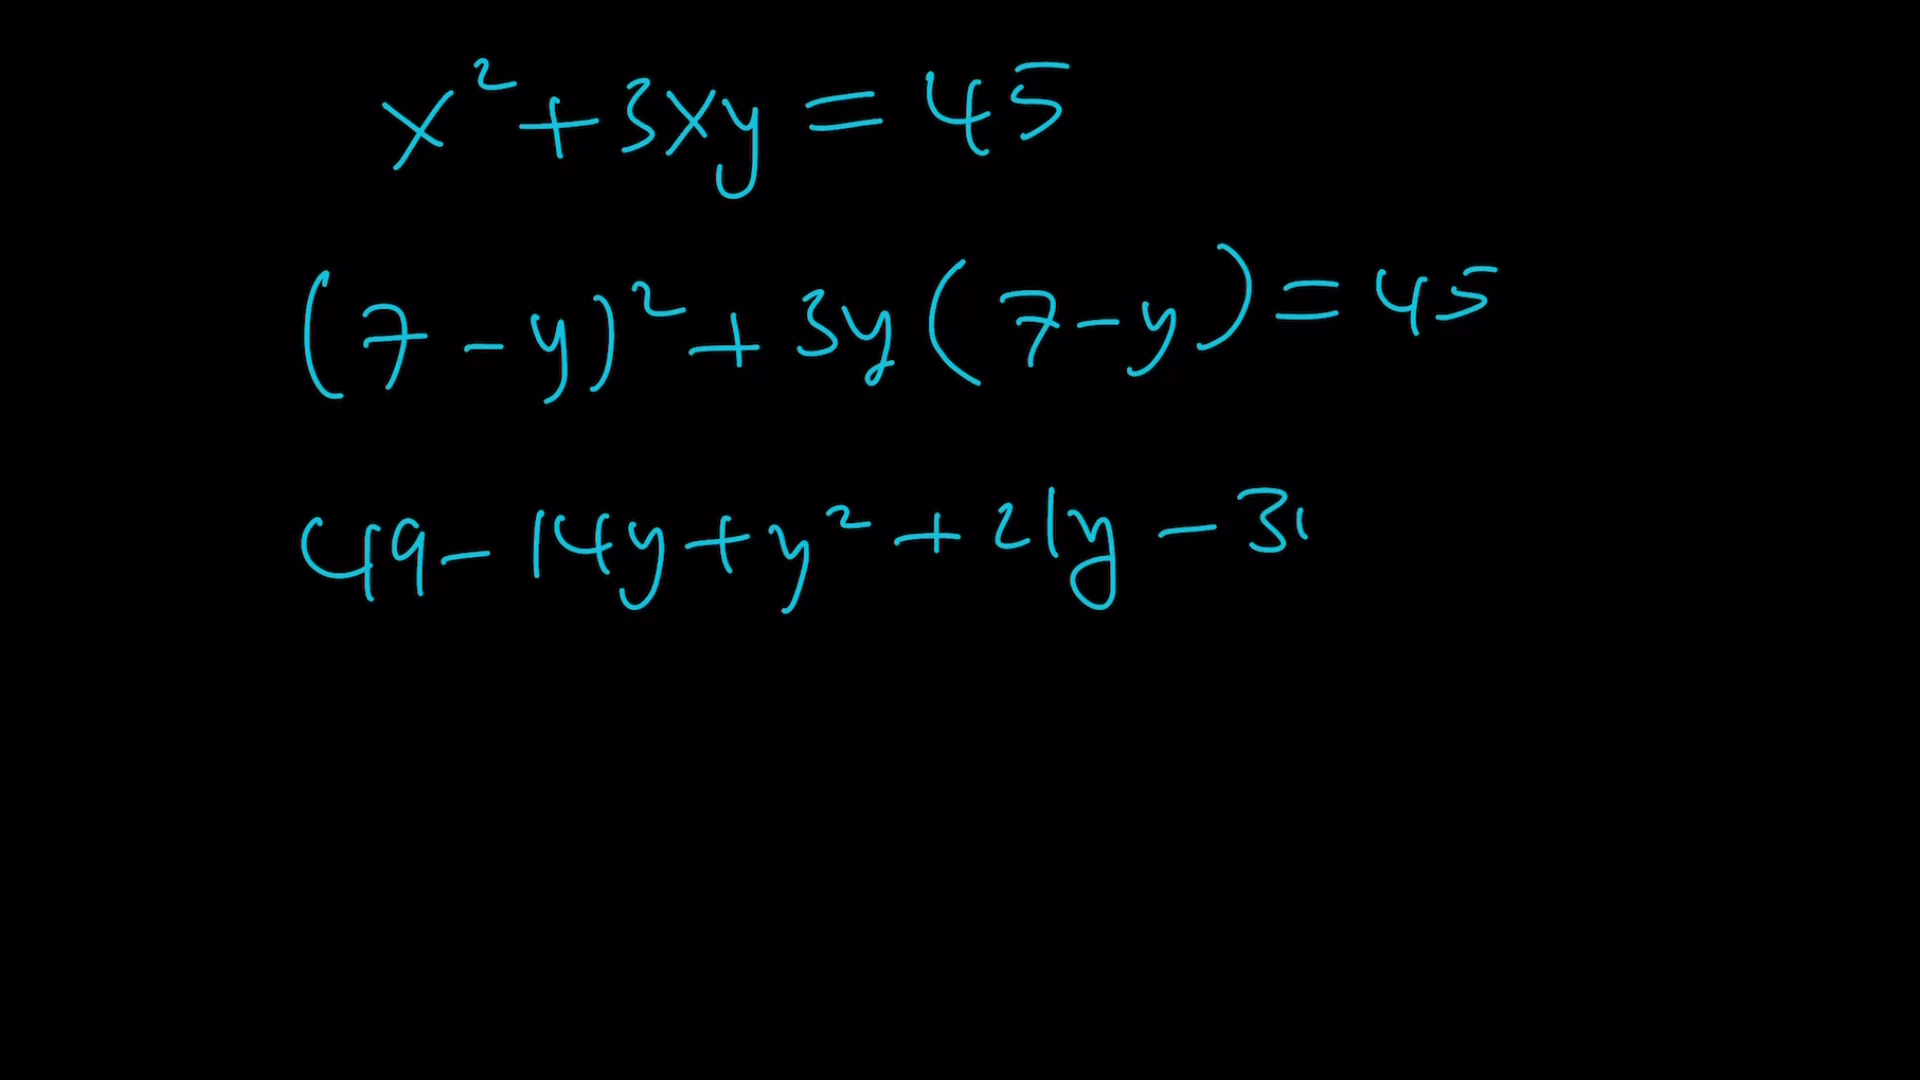 x² + 3xy = 45
(7 - y)² + 3y(7 - y) = 45
49 - 14y + y² + 21y - 3